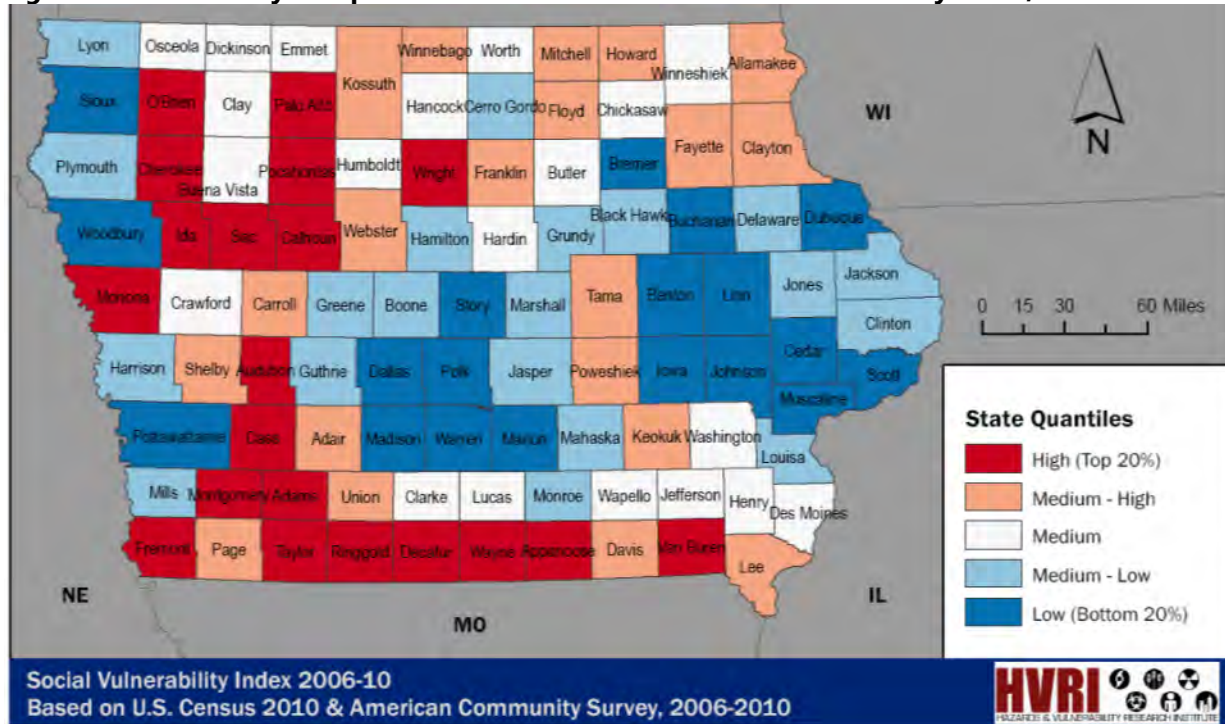 Lyon Osceola Dickinson Emmet Winnebago Worth Mitchell Howard Allamakee
Kossuth Winneshiek
Sioux O'Brien Clay Palo Alto Hancock Cerro Gordo Floyd Chickasaw
WI
N
Plymouth Cherokee Buena Vista Pocahontas Humboldt Wright Franklin Butler Bremer Fayette Clayton
Woodbury Ida Sac Calhoun Webster Hamilton Hardin Grundy Black Hawk Buchanan Delaware Dubuque
Monona Crawford Carroll Greene Boone Story Marshall Tama Benton Linn Jones Jackson
Clinton
0 15 30 60 Miles
Harrison Shelby Audubon Guthrie Dallas Polk Jasper Poweshiek Iowa Johnson Cedar Scott
Muscatine
Pottawattamie Cass Adair Madison Warren Marion Mahaska Keokuk Washington
Louisa
Mills Montgomery Adams Union Clarke Lucas Monroe Wapello Jefferson Henry Des Moines
Fremont Page Taylor Ringgold Decatur Wayne Appanoose Davis Van Buren Lee
NE
MO
IL
State Quantiles
High (Top 20%)
Medium - High
Medium
Medium - Low
Low (Bottom 20%)
Social Vulnerability Index 2006-10
Based on U.S. Census 2010 & American Community Survey, 2006-2010
HVRI
HAZARDS & VULNERABILITY RESEARCH INSTITUTE